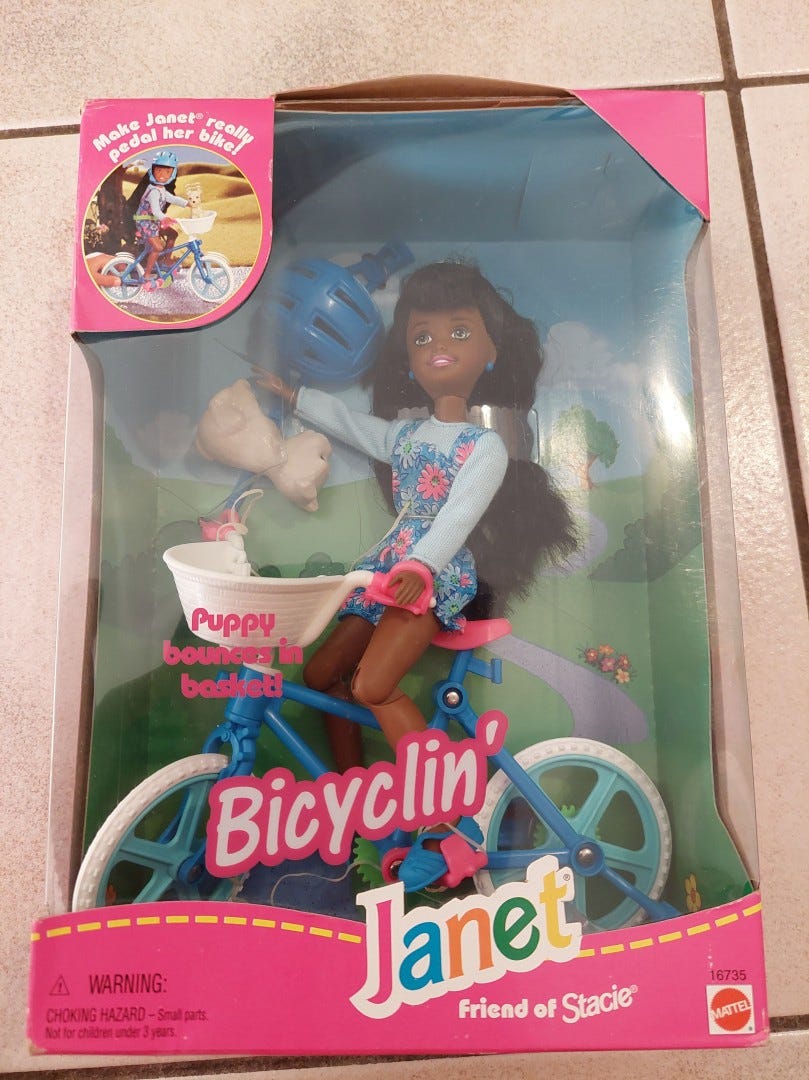 Make Janet® really
pedal her bike!
Puppy
bounces in
basket!
Bicyclin'
Janet®
Friend of Stacie®
WARNING:
CHOKING HAZARD – Small parts.
Not for children under 3 years.
16735
MATTEL